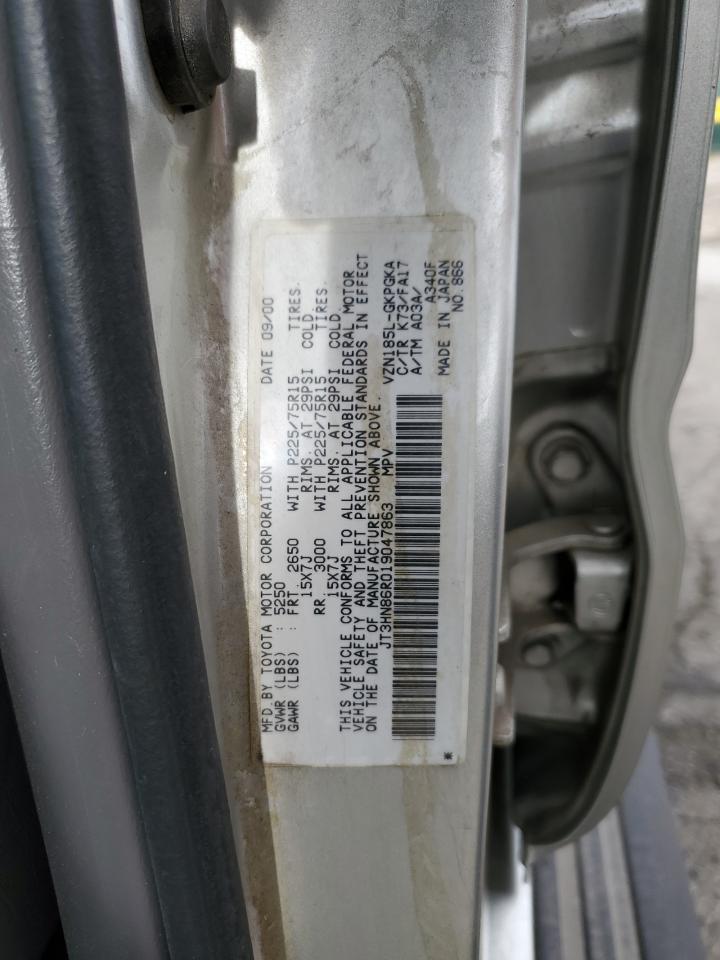 MFD. BY TOYOTA MOTOR CORPORATION DATE 09/00
GVWR (LBS) : 5250
GAWR (LBS) : FRT. 2650 WITH P225/75R15 TIRES.
15X7J RIMS. AT 29PSI COLD.
RR. 3000 WITH P225/75R15 TIRES.
15X7J RIMS. AT 29PSI COLD
THIS VEHICLE CONFORMS TO ALL APPLICABLE FEDERAL MOTOR
VEHICLE SAFETY AND THEFT PREVENTION STANDARDS IN EFFECT
ON THE DATE OF MANUFACTURE SHOWN ABOVE.
JT3HN86R019047863 MPV
VZN185L-GKPGKA
C/TR K73/FA17
A/TM A03A/
A340F
MADE IN JAPAN
NO.866